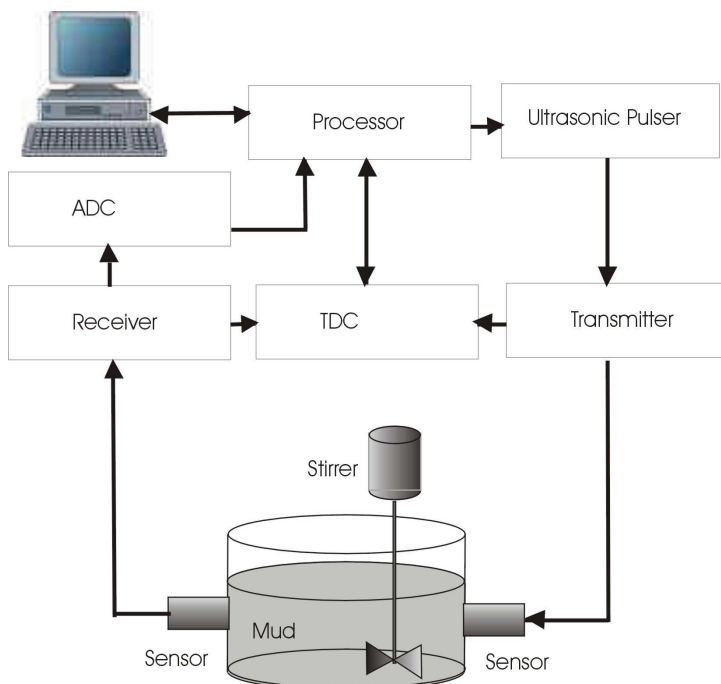 Processor
Ultrasonic Pulser
ADC
Receiver
TDC
Transmitter
Stirrer
Mud
Sensor
Sensor